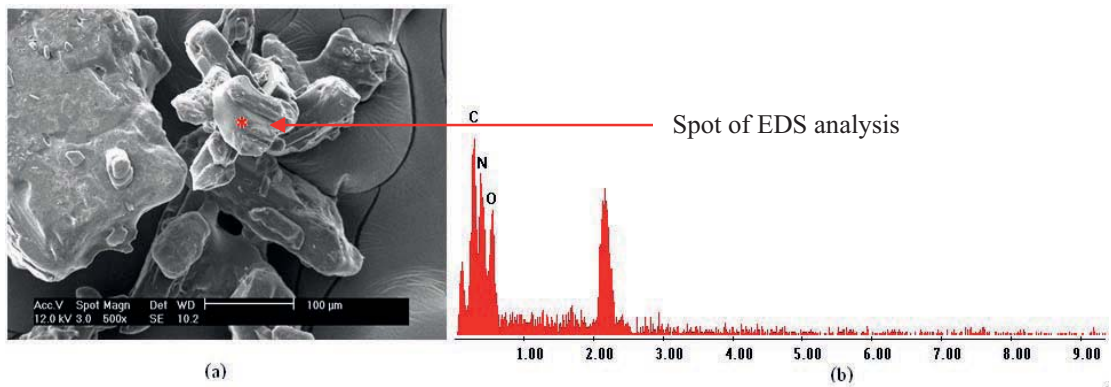 Acc.V Spot Magn Det WD
12.0 kV 3.0 500x SE 10.2
100 µm
(a)
Spot of EDS analysis
C
N
O
1.00 2.00 3.00 4.00 5.00 6.00 7.00 8.00 9.00
(b)